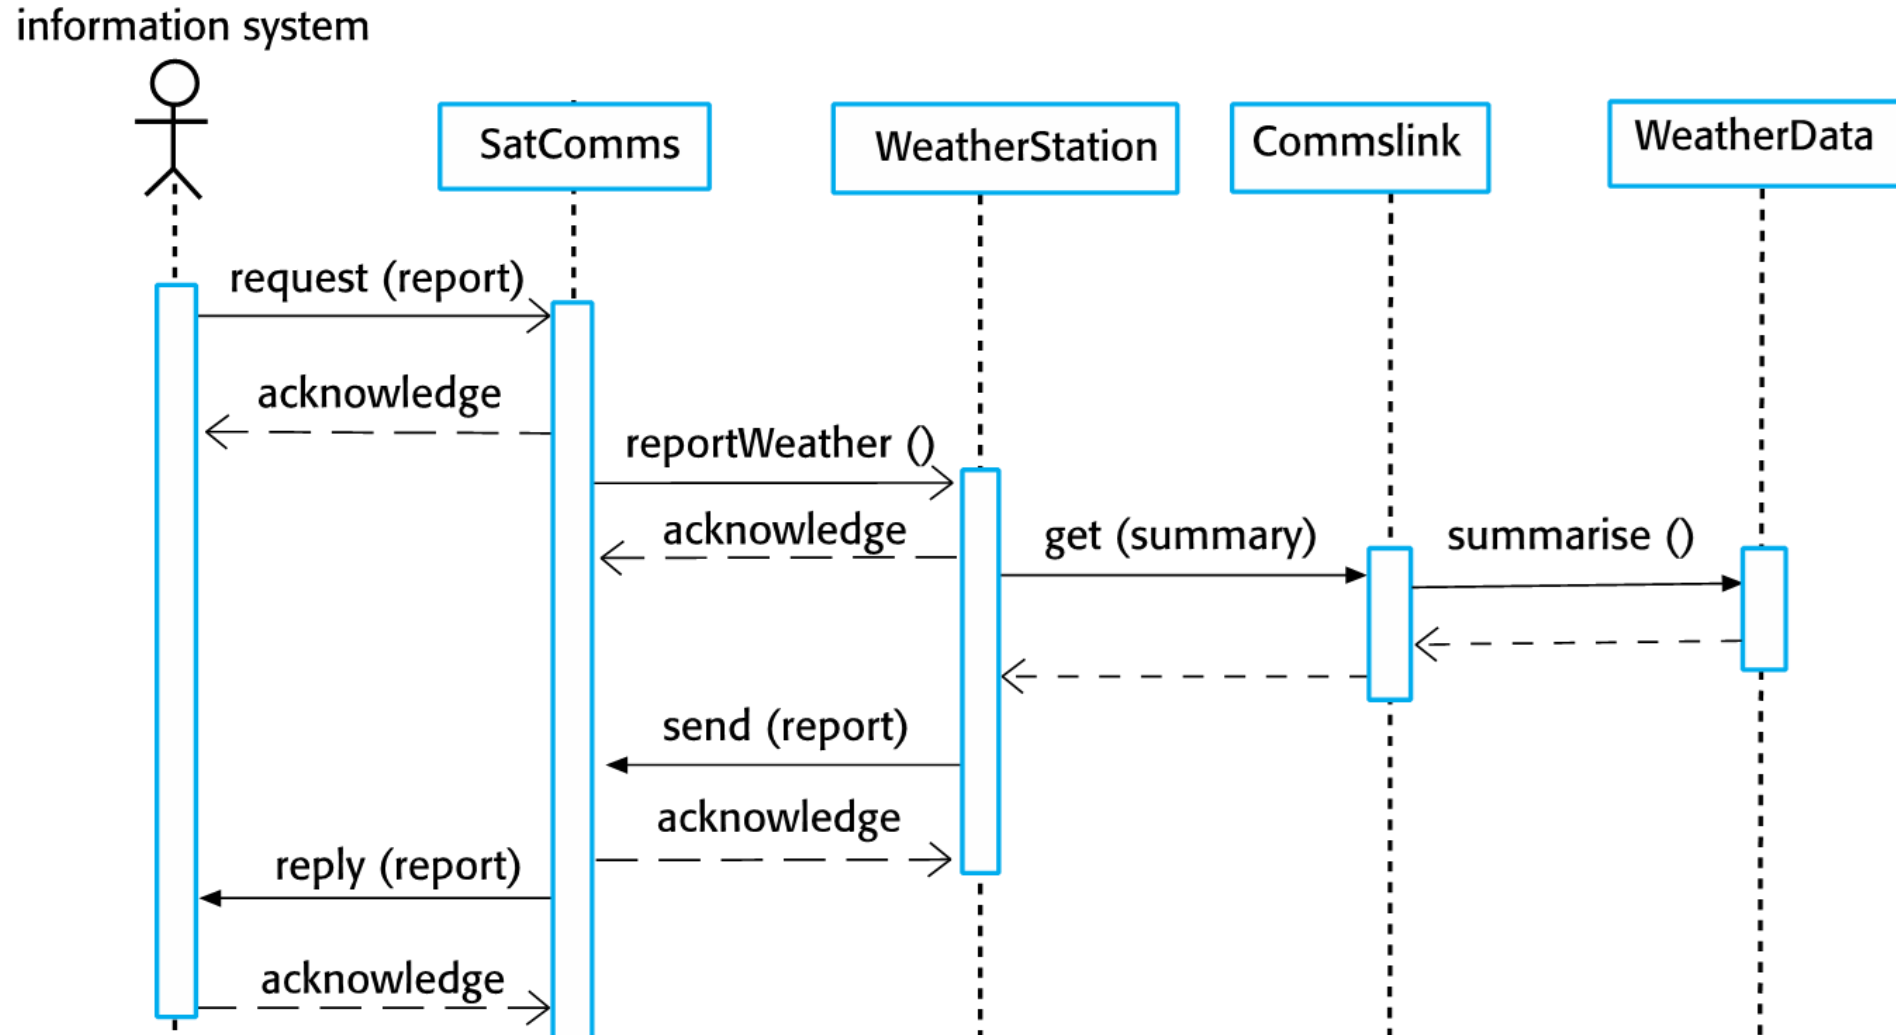 information system
SatComms
WeatherStation
Commslink
WeatherData
request (report)
acknowledge
reportWeather ()
acknowledge
get (summary)
summarise ()
send (report)
acknowledge
reply (report)
acknowledge